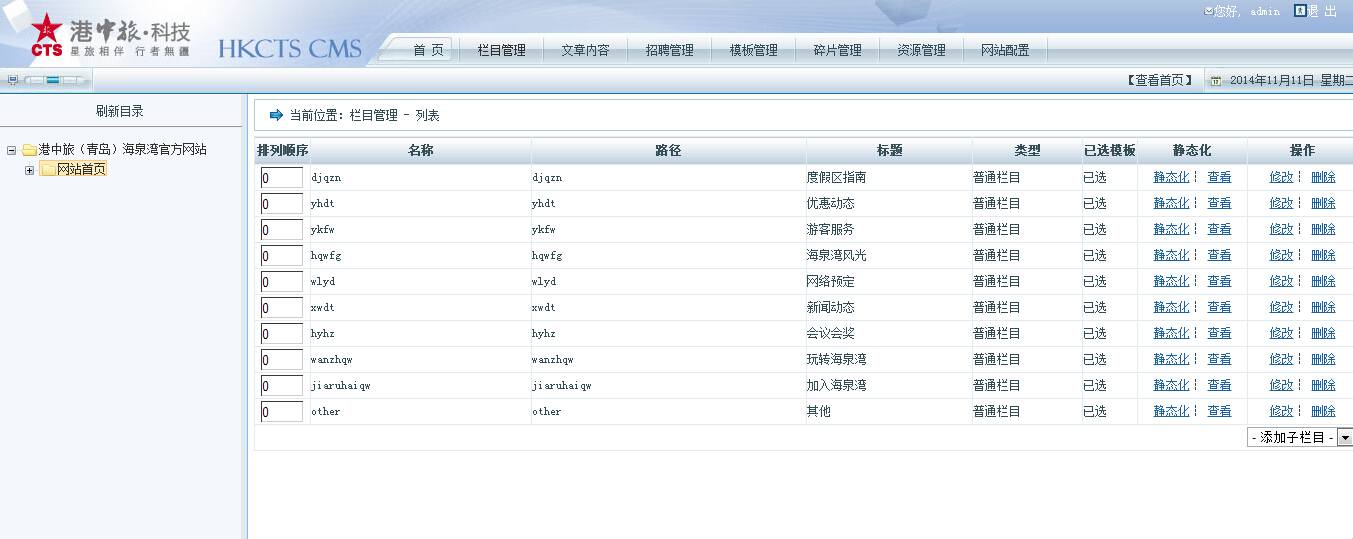 您好, admin 退 出
港中旅·科技
CTS 星旅相伴 行者無疆
HKCTS CMS
首 页 栏目管理 文章内容 招聘管理 模板管理 碎片管理 资源管理 网站配置
【查看首页】 2014年11月11日 星期二
刷新目录
港中旅（青岛）海泉湾官方网站
网站首页
当前位置: 栏目管理 - 列表
排列顺序 名称 路径 标题 类型 已选模板 静态化 操作
0 djqzn djqzn 度假区指南 普通栏目 已选 静态化┆ 查看 修改┆ 删除
0 yhdt yhdt 优惠动态 普通栏目 已选 静态化┆ 查看 修改┆ 删除
0 ykfw ykfw 游客服务 普通栏目 已选 静态化┆ 查看 修改┆ 删除
0 hqwfg hqwfg 海泉湾风光 普通栏目 已选 静态化┆ 查看 修改┆ 删除
0 wlyd wlyd 网络预定 普通栏目 已选 静态化┆ 查看 修改┆ 删除
0 xwdt xwdt 新闻动态 普通栏目 已选 静态化┆ 查看 修改┆ 删除
0 hyhz hyhz 会议会奖 普通栏目 已选 静态化┆ 查看 修改┆ 删除
0 wanzhqw wanzhqw 玩转海泉湾 普通栏目 已选 静态化┆ 查看 修改┆ 删除
0 jiaruhaiqw jiaruhaiqw 加入海泉湾 普通栏目 已选 静态化┆ 查看 修改┆ 删除
0 other other 其他 普通栏目 已选 静态化┆ 查看 修改┆ 删除
- 添加子栏目 -